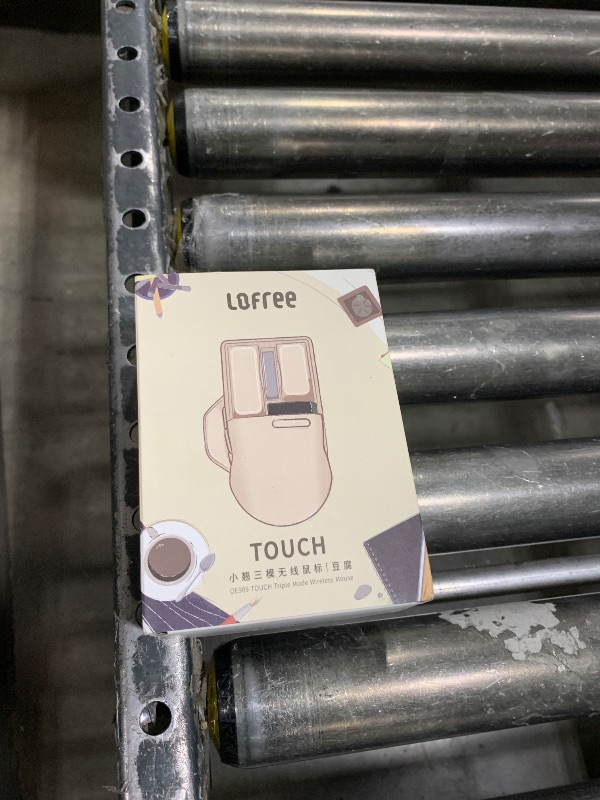 LOFREE
TOUCH
小翘三模无线鼠标|豆腐
OE909 TOUCH Triple Mode Wireless Mouse